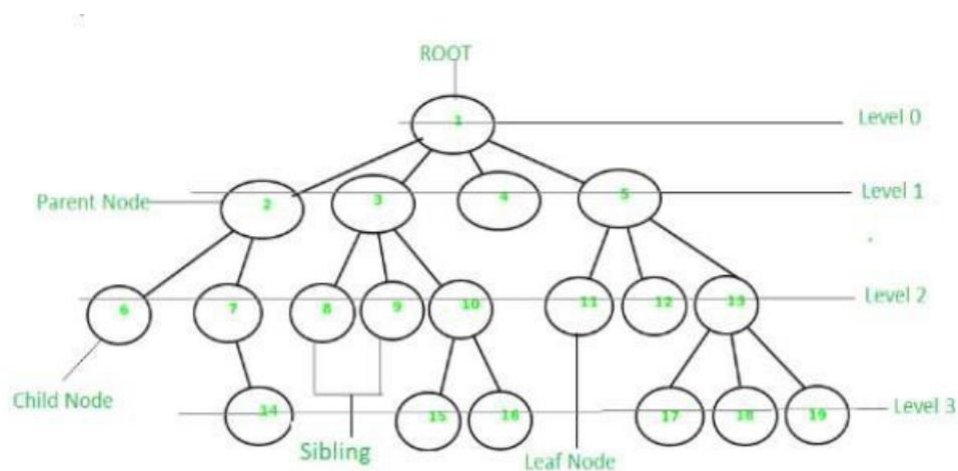 ROOT
1
Level 0
Parent Node
2
3
4
5
Level 1
6
7
8
9
10
11
12
13
Level 2
Child Node
14
15
16
17
18
19
Level 3
Sibling
Leaf Node